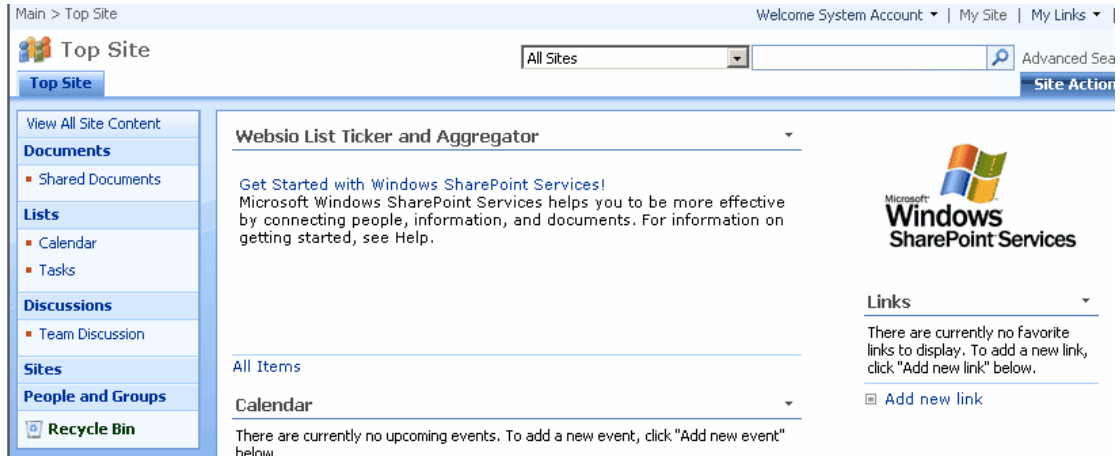 Main > Top Site
Welcome System Account | My Site | My Links |
Top Site
All Sites
Advanced Sea
Top Site
Site Action
View All Site Content
Documents
Shared Documents
Lists
Calendar
Tasks
Discussions
Team Discussion
Sites
People and Groups
Recycle Bin
Websio List Ticker and Aggregator
Get Started with Windows SharePoint Services!
Microsoft Windows SharePoint Services helps you to be more effective
by connecting people, information, and documents. For information on
getting started, see Help.
All Items
Calendar
There are currently no upcoming events. To add a new event, click "Add new event"
below.
Microsoft
Windows
SharePoint Services
Links
There are currently no favorite
links to display. To add a new link,
click "Add new link" below.
Add new link